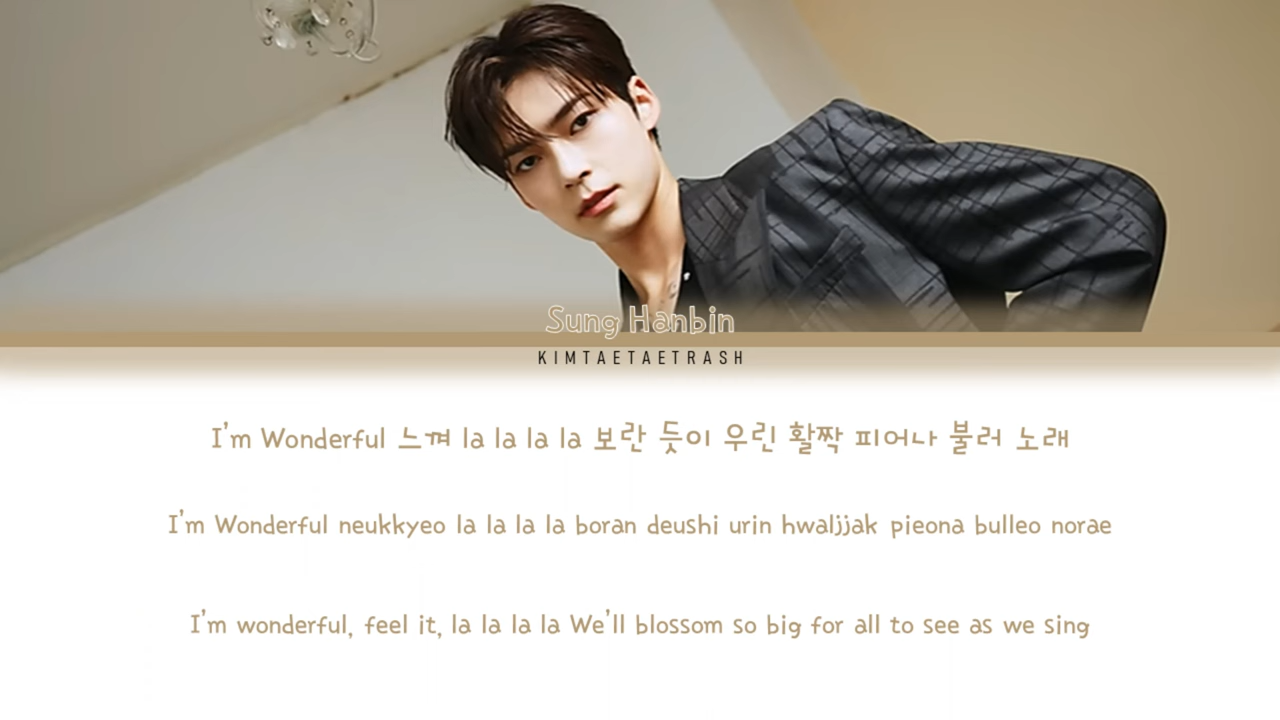 Sung Hanbin
KIMTAETAETRASH
I'm Wonderful 느껴 la la la la 보란 듯이 우린 활짝 피어나 불러 노래
I'm Wonderful neukkyeo la la la la boran deushi urin hwaljjak pieona bulleo norae
I'm wonderful, feel it, la la la la We'll blossom so big for all to see as we sing